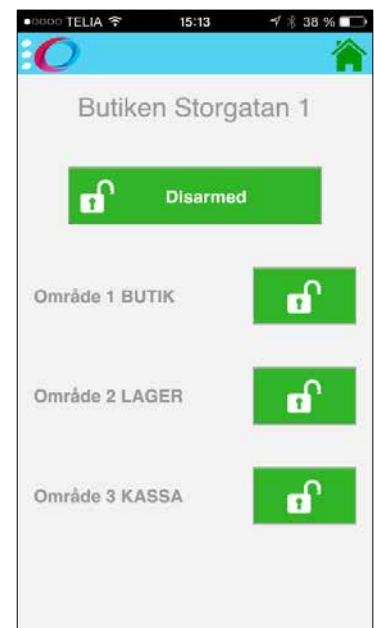 TELIA 15:13 38 %
Butiken Storgatan 1
Disarmed
Område 1 BUTIK
Område 2 LAGER
Område 3 KASSA